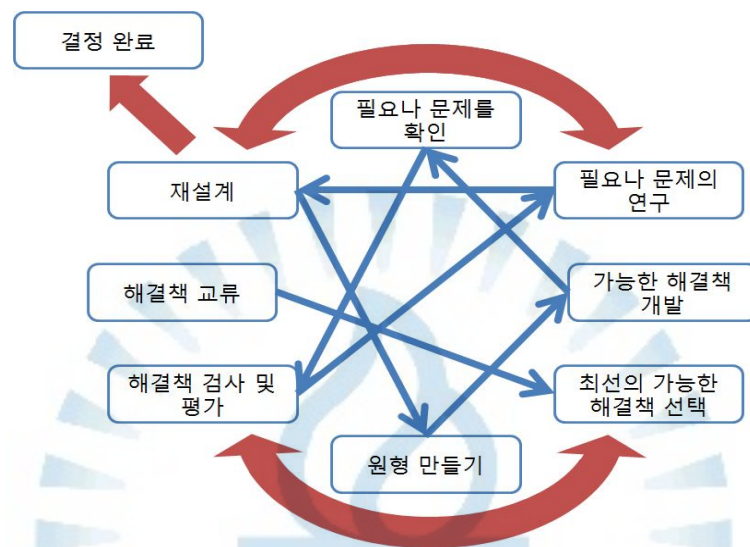 결정 완료
필요나 문제를
확인
재설계
필요나 문제의
연구
해결책 교류
가능한 해결책
개발
해결책 검사 및
평가
최선의 가능한
해결책 선택
원형 만들기